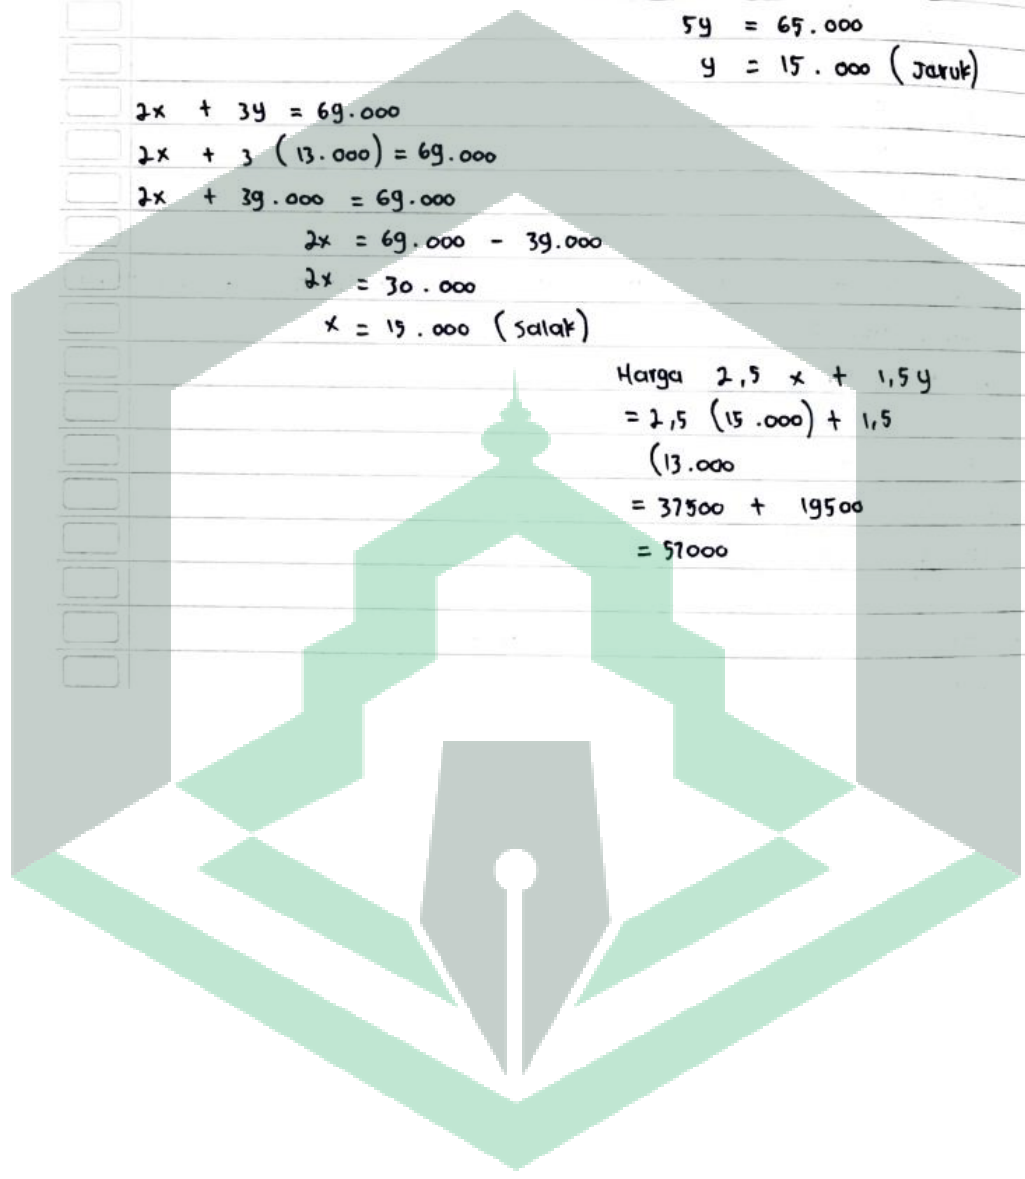 5y = 65.000
y = 15.000 (Jaruk)
2x + 3y = 69.000
2x + 3 (13.000) = 69.000
2x + 39.000 = 69.000
2x = 69.000 - 39.000
2x = 30.000
x = 15.000 (Salak)
Harga 2,5 x + 1,5y
= 2,5 (15.000) + 1,5
(13.000
= 37500 + 19500
= 57000